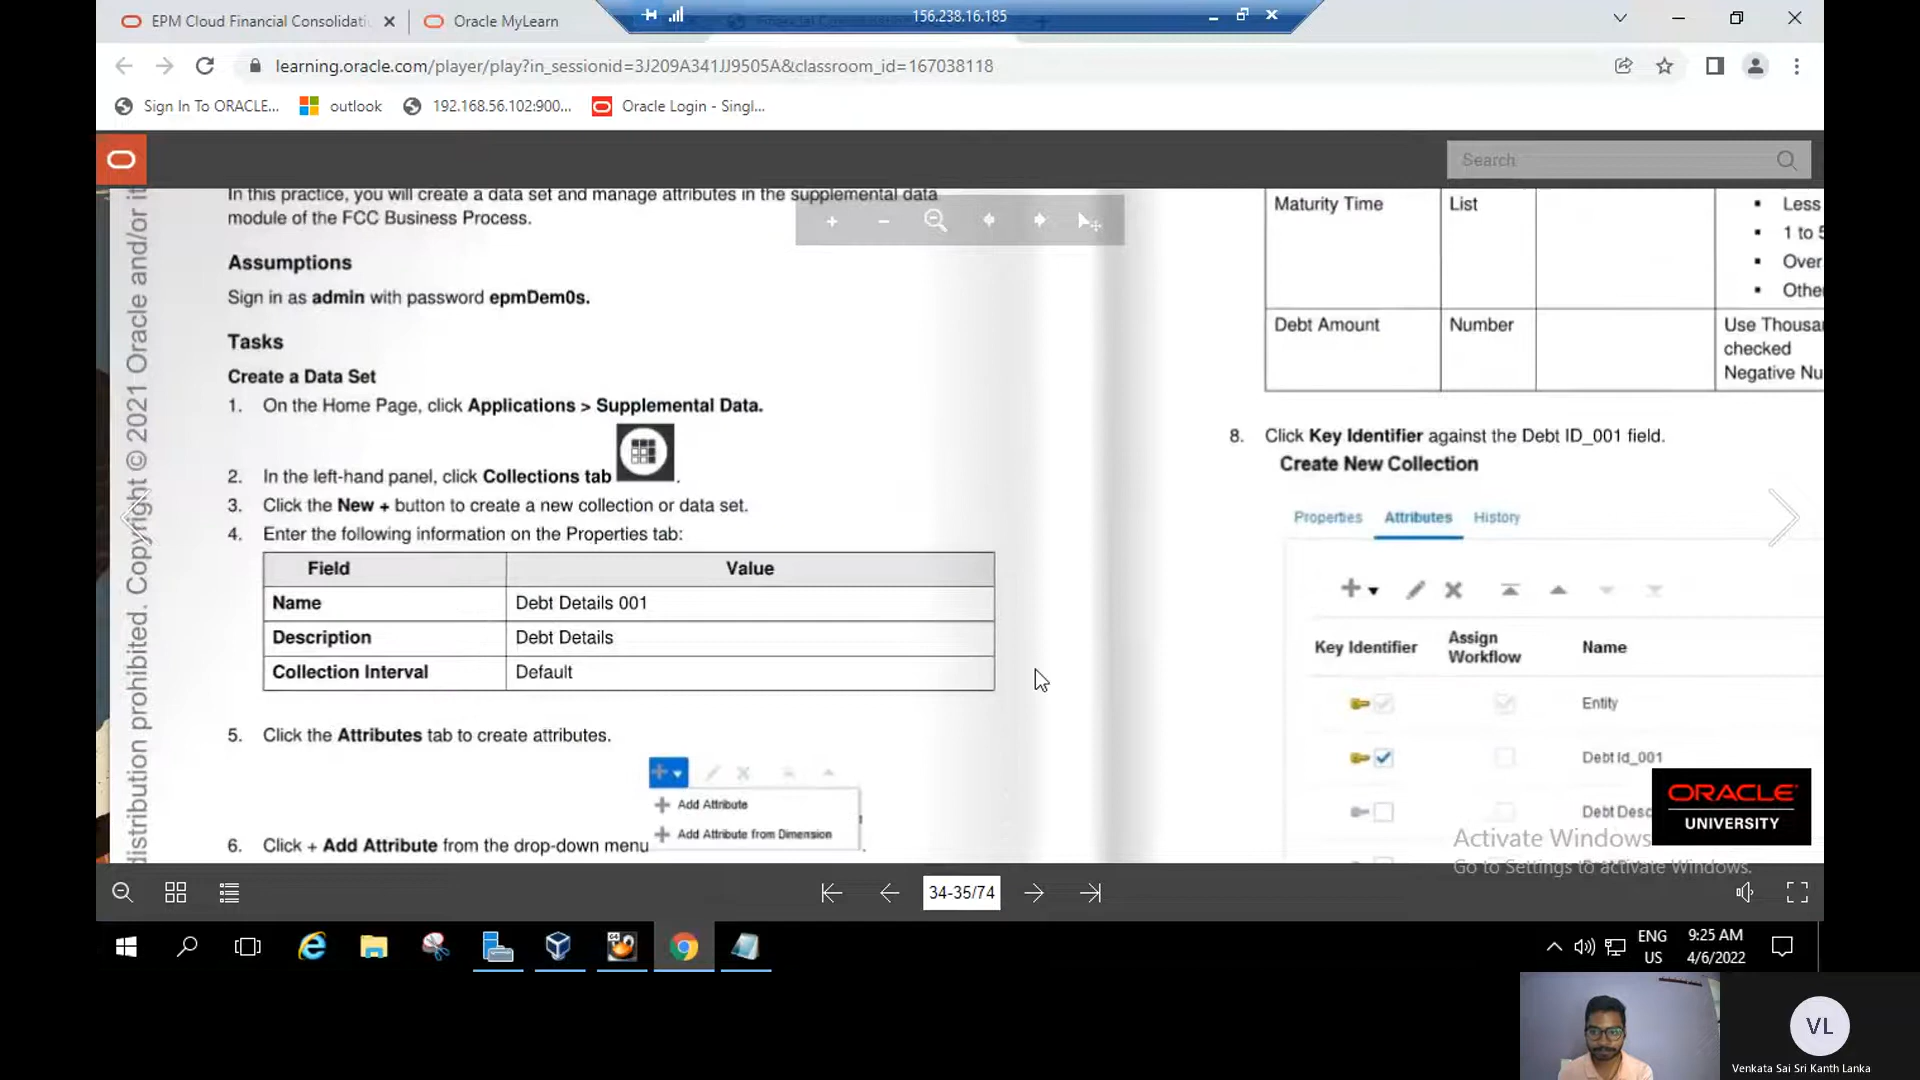 EPM Cloud Financial Consolidati
Oracle MyLearn
156.238.16.185
learning.oracle.com/player/play?in_sessionid=3J209A341JJ9505A&classroom_id=167038118
Sign In To ORACLE...
outlook
192.168.56.102:900...
Oracle Login - Singl...
Search
distribution prohibited. Copyright © 2021 Oracle and/or it
In this practice, you will create a data set and manage attributes in the supplemental data
module of the FCC Business Process.
Assumptions
Sign in as admin with password epmDem0s.
Tasks
Create a Data Set
1. On the Home Page, click Applications > Supplemental Data.
2. In the left-hand panel, click Collections tab .
3. Click the New + button to create a new collection or data set.
4. Enter the following information on the Properties tab:
Field Value
Name Debt Details 001
Description Debt Details
Collection Interval Default
5. Click the Attributes tab to create attributes.
Add Attribute
Add Attribute from Dimension
6. Click + Add Attribute from the drop-down menu .
Maturity Time List
▪ Less
▪ 1 to 5
▪ Over
▪ Othe
Debt Amount Number
Use Thousa
checked
Negative Nu
8. Click Key Identifier against the Debt ID_001 field.
Create New Collection
Properties Attributes History
Key Identifier
Assign
Workflow
Name
Entity
Debt Id_001
Debt Desc
ORACLE
UNIVERSITY
Activate Windows
Go to Settings to activate Windows.
34-35/74
ENG
US
9:25 AM
4/6/2022
VL
Venkata Sai Sri Kanth Lanka